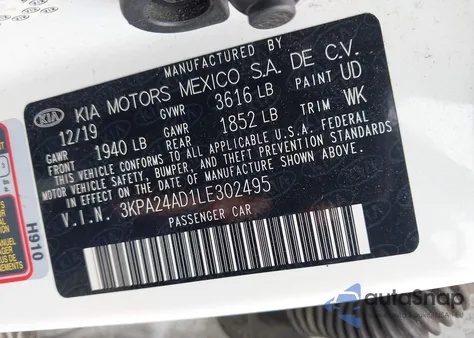 MANUFACTURED BY
KIA KIA MOTORS MEXICO S.A. DE C.V.
12/19 GVWR 3616 LB PAINT UD
GAWR FRONT 1940 LB GAWR REAR 1852 LB TRIM WK
THIS VEHICLE CONFORMS TO ALL APPLICABLE U.S.A. FEDERAL
MOTOR VEHICLE SAFETY, BUMPER, AND THEFT PREVENTION STANDARDS
IN EFFECT ON THE DATE OF MANUFACTURE SHOWN ABOVE.
V.I.N. 3KPA24AD1LE302495
PASSENGER CAR
H910
autoSnap